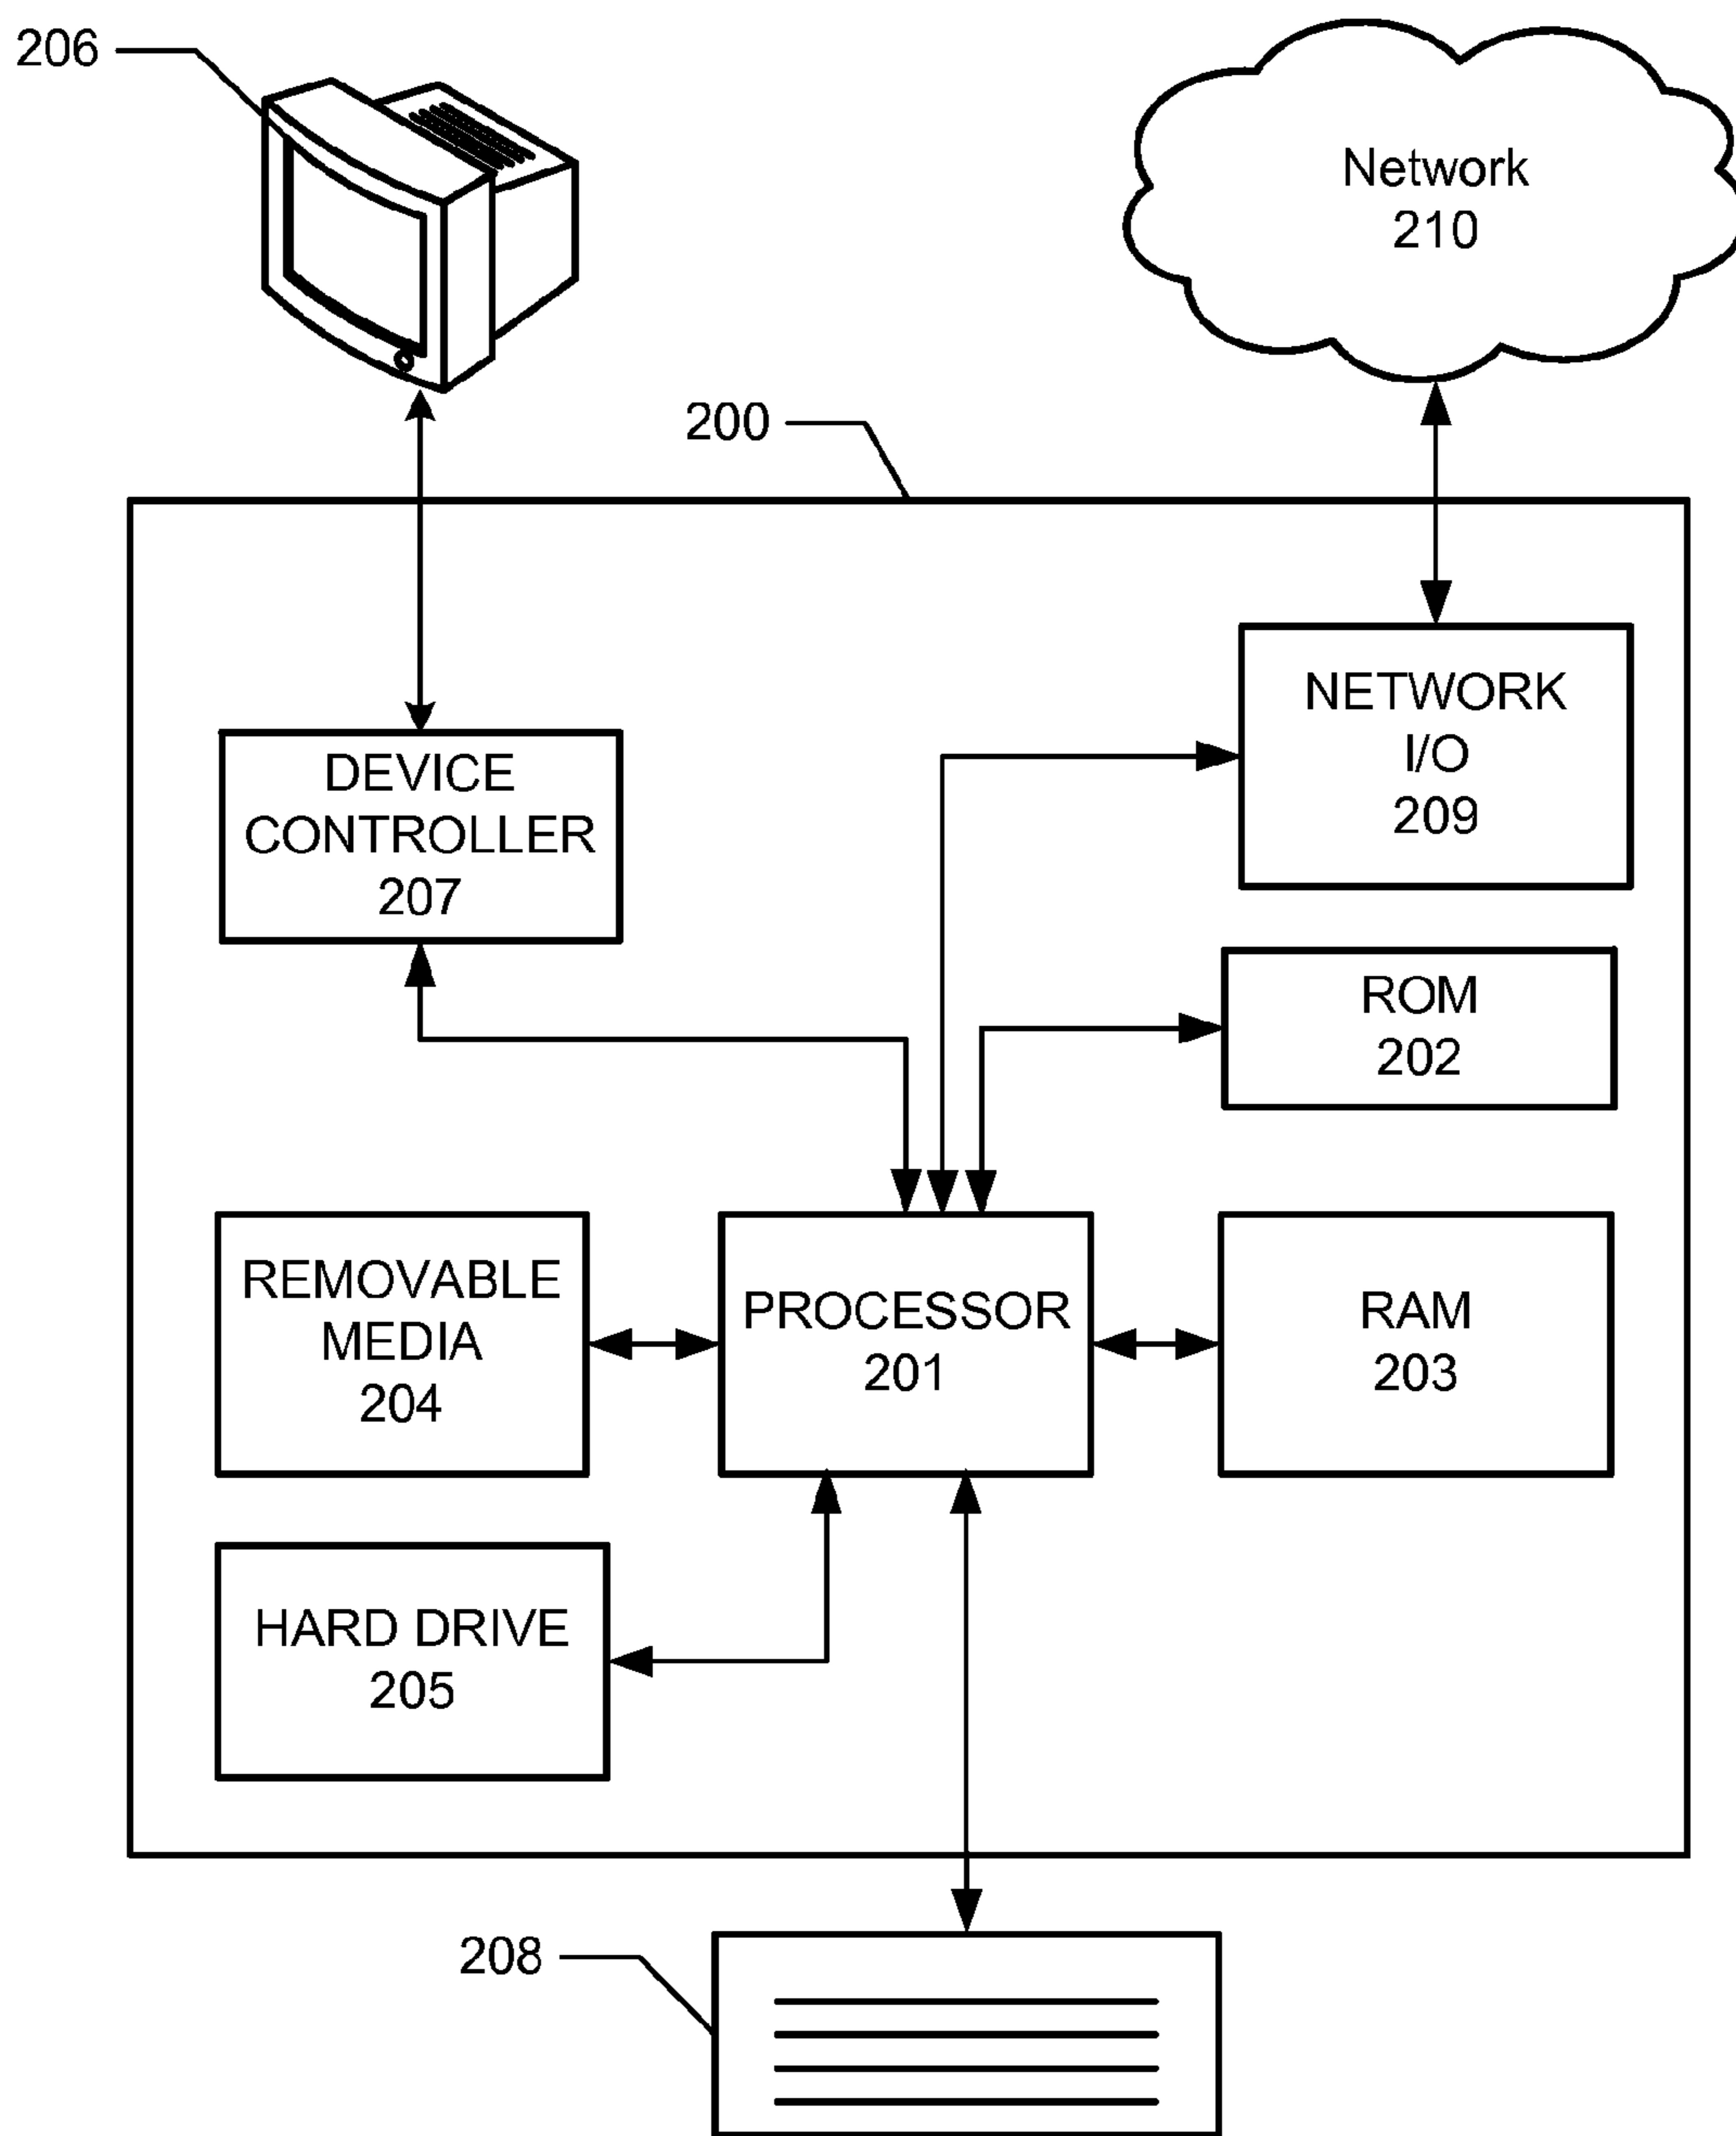 206
Network
210
200
DEVICE
CONTROLLER
207
NETWORK
I/O
209
ROM
202
REMOVABLE
MEDIA
204
PROCESSOR
201
RAM
203
HARD DRIVE
205
208